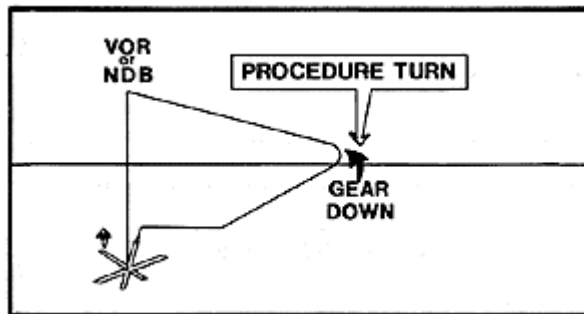 VOR
or
NDB
PROCEDURE TURN
GEAR
DOWN